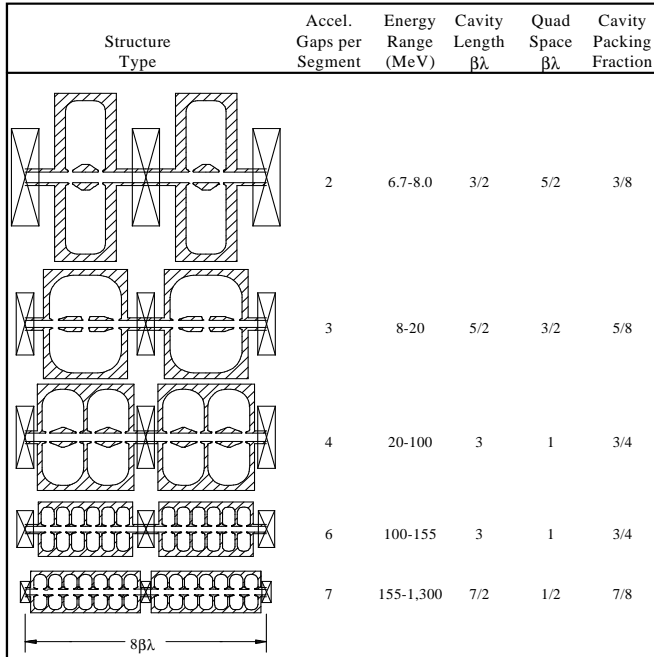 Structure Type
Accel. Gaps per Segment
Energy Range (MeV)
Cavity Length βλ
Quad Space βλ
Cavity Packing Fraction
2 6.7-8.0 3/2 5/2 3/8
3 8-20 5/2 3/2 5/8
4 20-100 3 1 3/4
6 100-155 3 1 3/4
7 155-1,300 7/2 1/2 7/8
8βλ